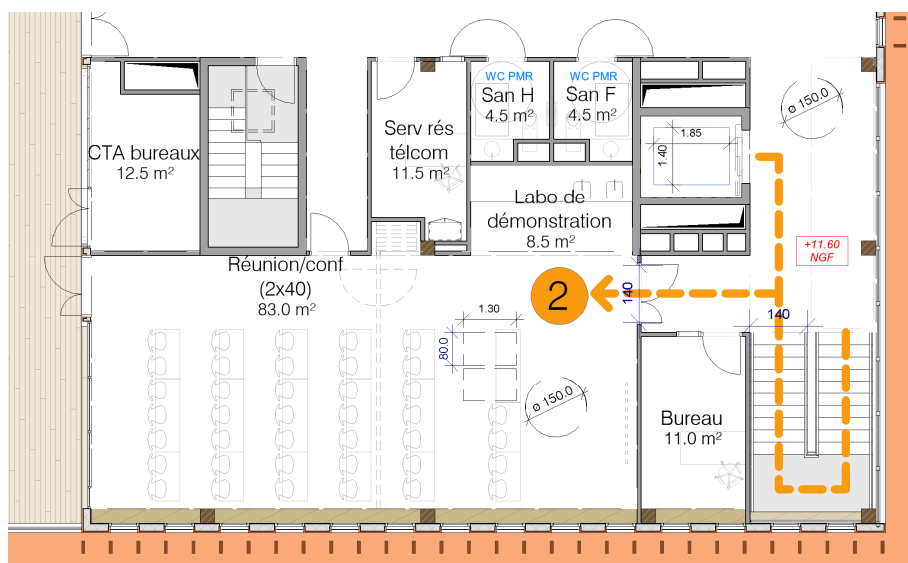 WC PMR
San H
4.5 m²
WC PMR
San F
4.5 m²
ø 150.0
Serv rés
télcom
11.5 m²
1.85
1.40
CTA bureaux
12.5 m²
Labo de
démonstration
8.5 m²
+11.60
NGF
Réunion/conf
(2x40)
83.0 m²
2
140
1.30
140
80.0
ø 150.0
Bureau
11.0 m²